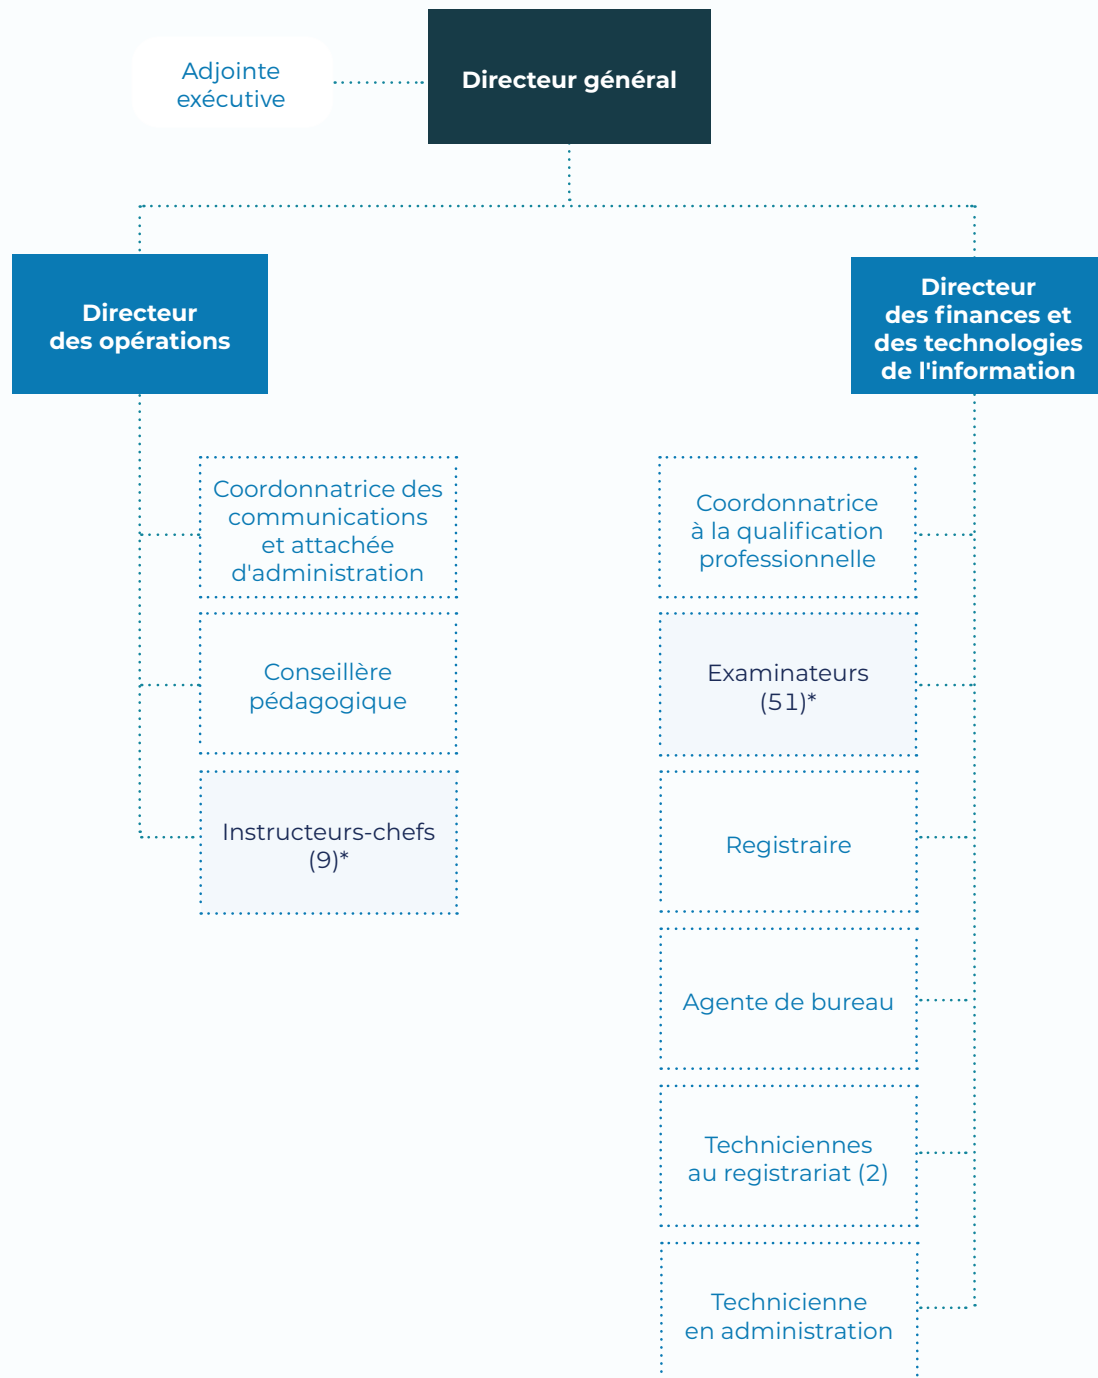 Adjointe
exécutive
Directeur général
Directeur
des opérations
Directeur
des finances et
des technologies
de l'information
Coordonnatrice des
communications
et attachée
d'administration
Conseillère
pédagogique
Instructeurs-chefs
(9)*
Coordonnatrice
à la qualification
professionnelle
Examinateurs
(51)*
Registraire
Agente de bureau
Techniciennes
au registrariat (2)
Technicienne
en administration